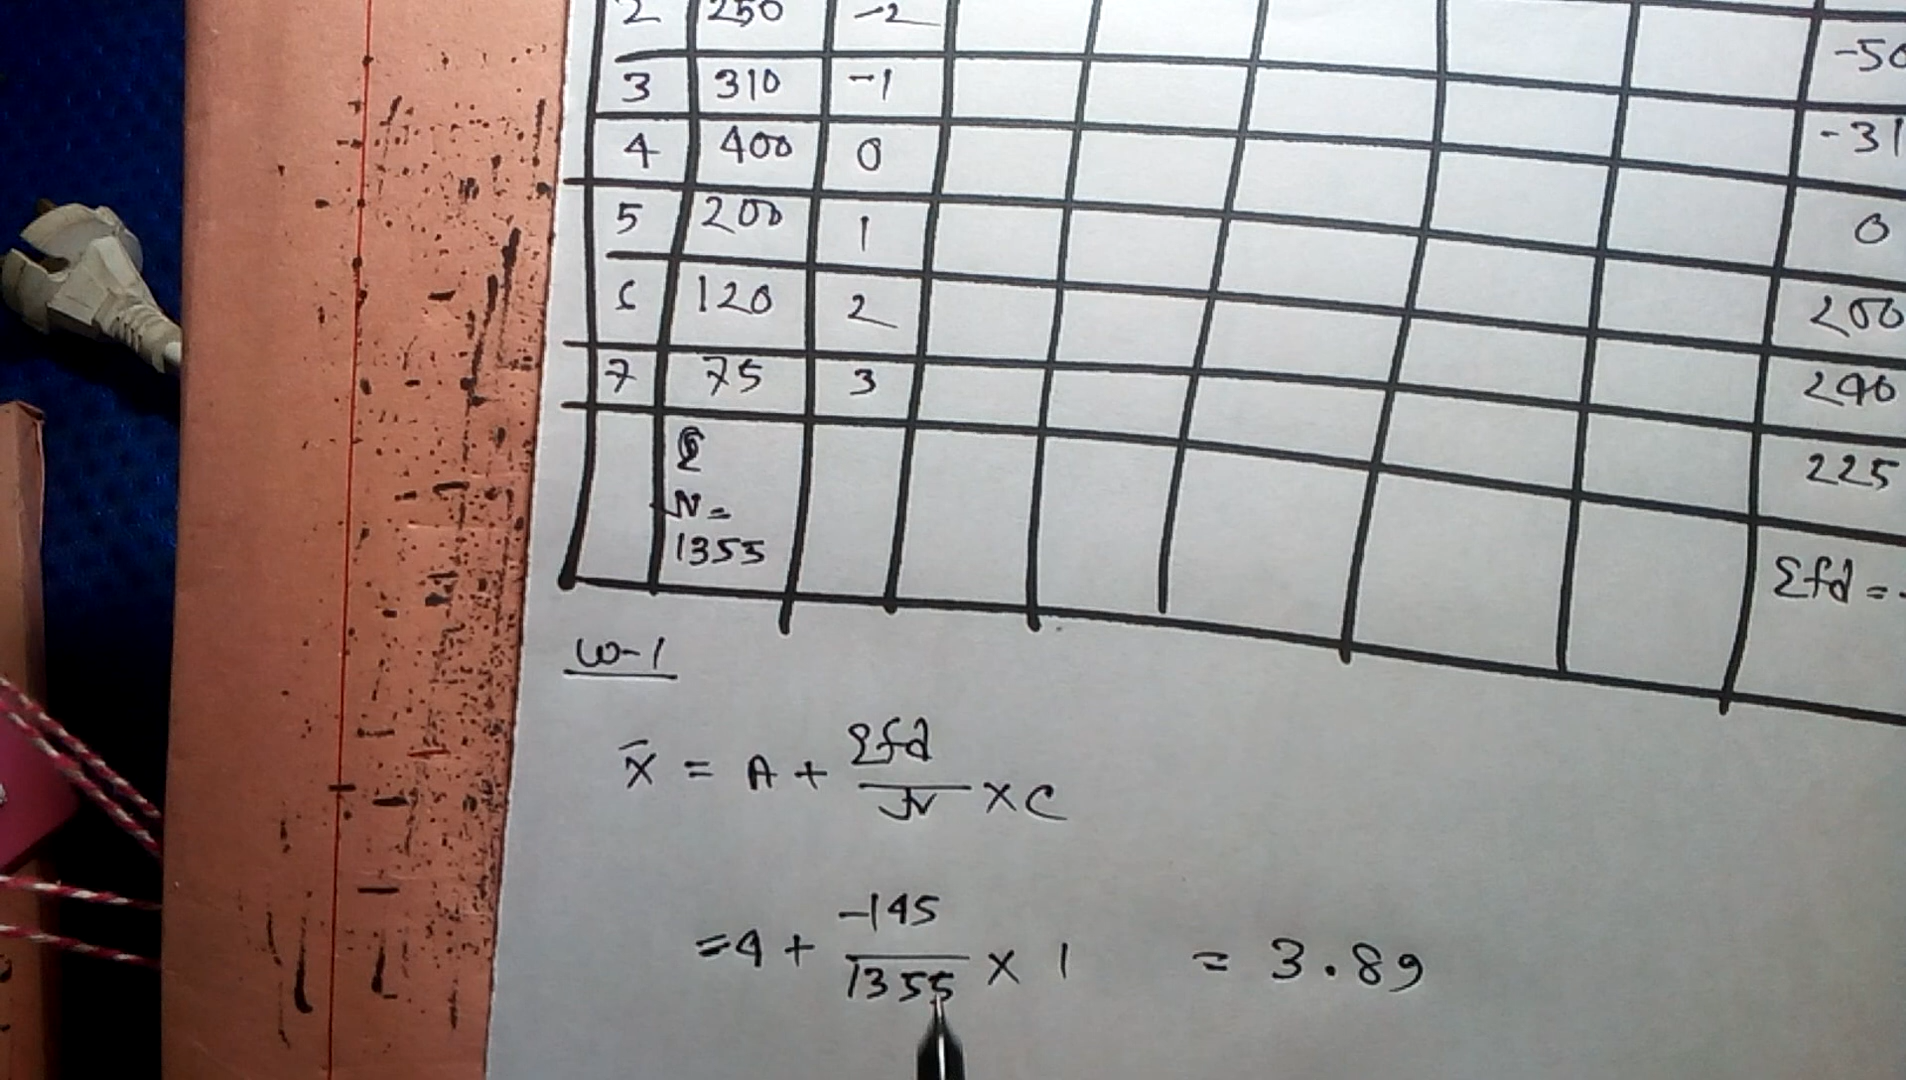 2 250 -2 -50
3 310 -1 -31
4 400 0 0
5 200 1 200
6 120 2 240
7 75 3 225
Σ
N =
1355
Σfd = -
W-1
x̄ = A + Σfd/N × C
= 4 + -145/1355 × 1 = 3.89